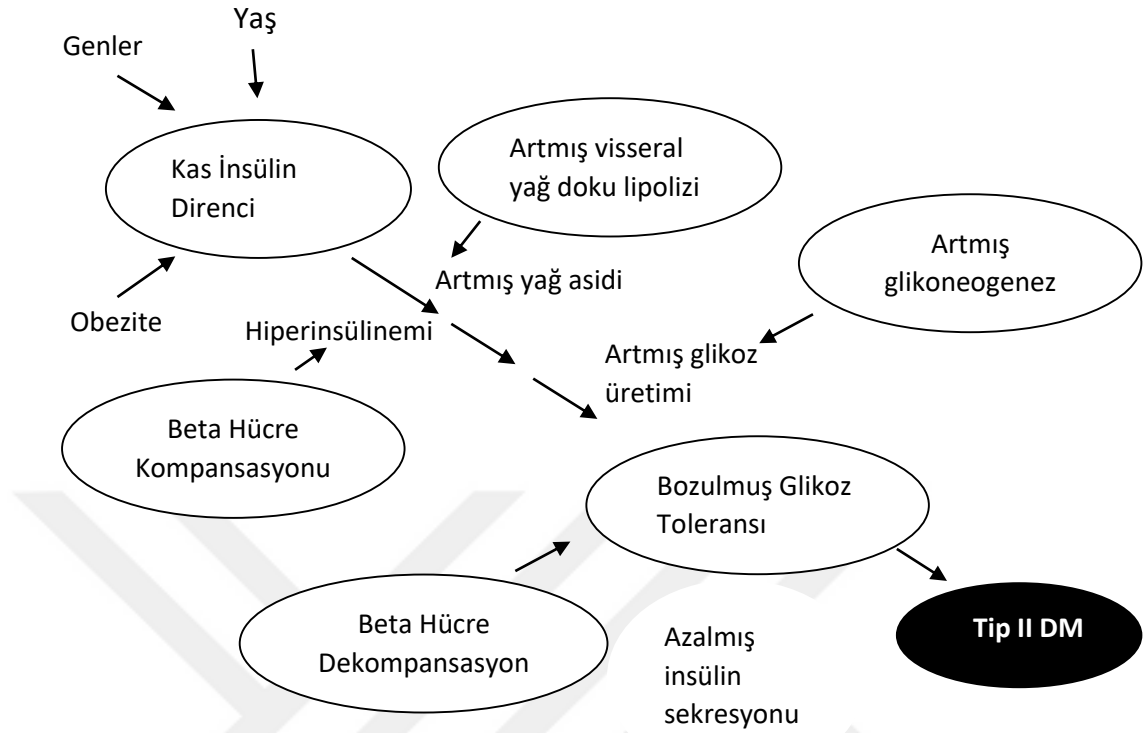 Yaş
Genler
Kas İnsülin
Direnci
Artmış visseral
yağ doku lipolizi
Artmış
glikoneogenez
Artmış yağ asidi
Obezite
Hiperinsülinemi
Artmış glikoz
üretimi
Beta Hücre
Kompansasyonu
Bozulmuş Glikoz
Toleransı
Beta Hücre
Dekompansasyon
Azalmış
insülin
sekresyonu
Tip II DM